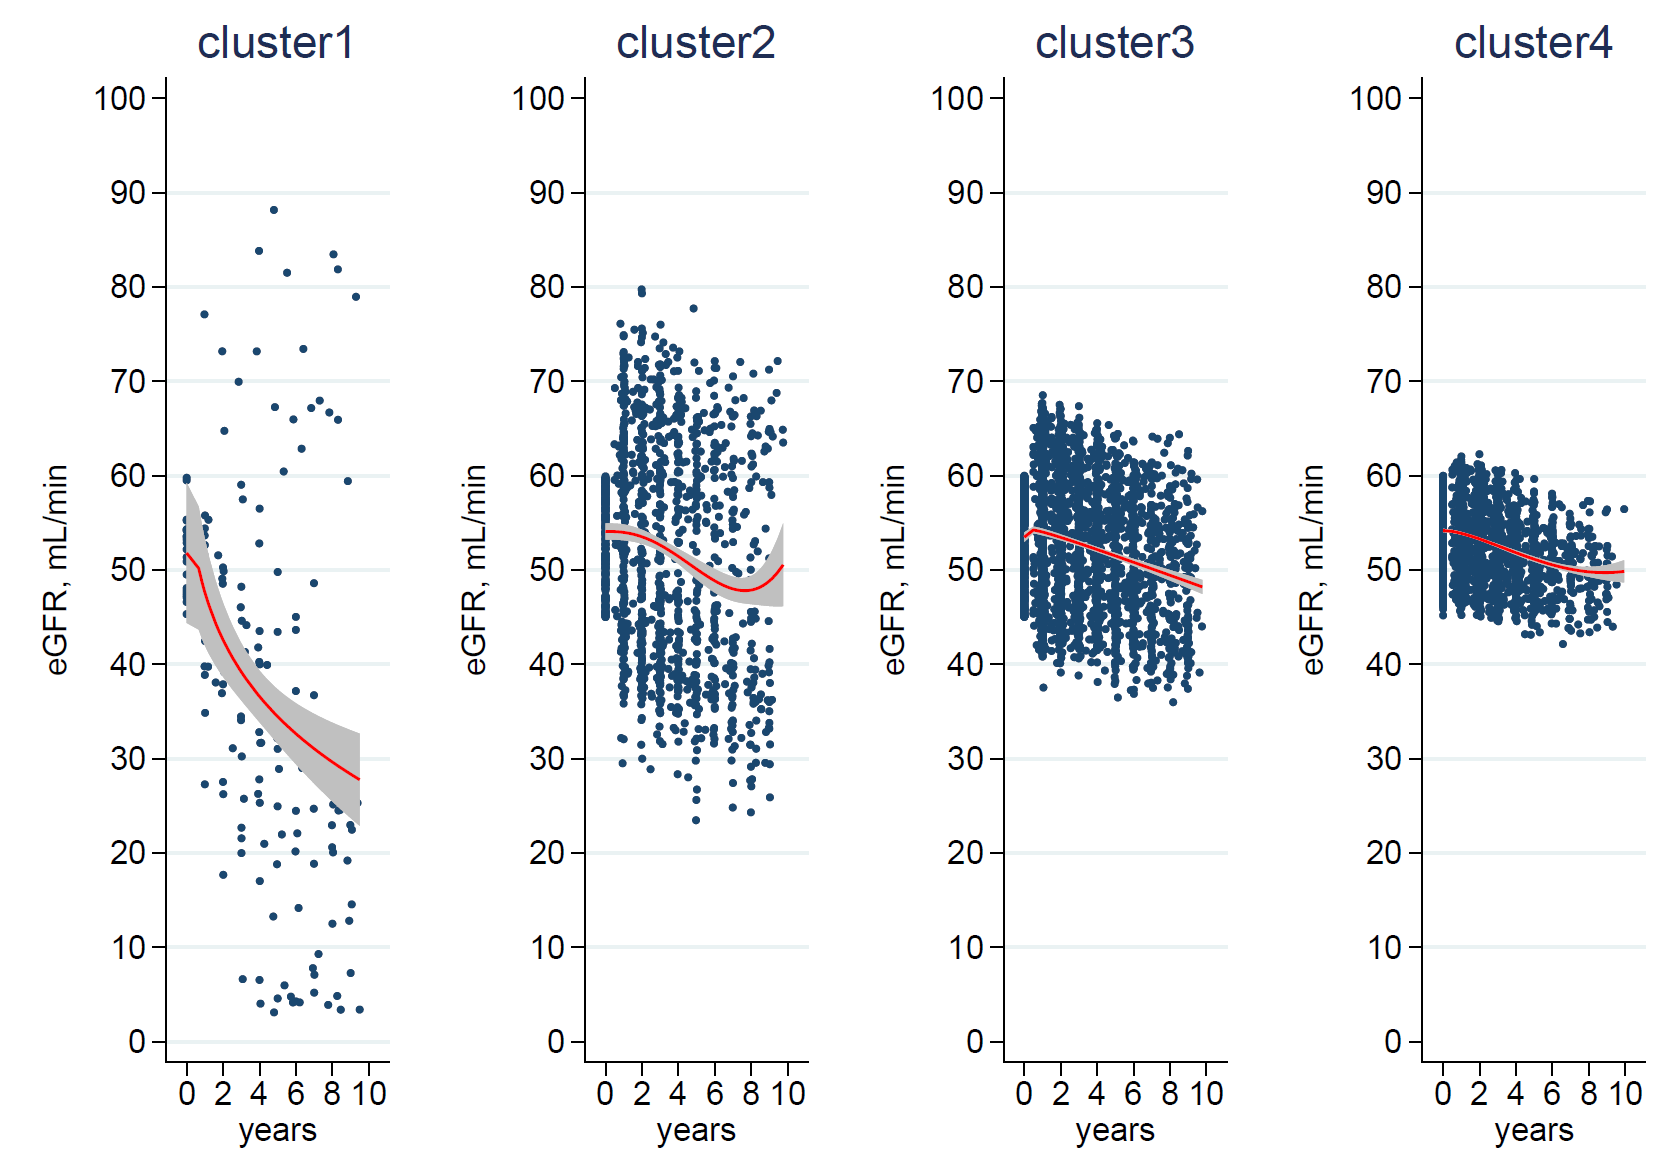 cluster1 cluster2 cluster3 cluster4
100 100 100 100
90 90 90 90
80 80 80 80
70 70 70 70
60 60 60 60
50 50 50 50
40 40 40 40
30 30 30 30
20 20 20 20
10 10 10 10
0 0 0 0
eGFR, mL/min eGFR, mL/min eGFR, mL/min eGFR, mL/min
0 2 4 6 8 10 0 2 4 6 8 10 0 2 4 6 8 10 0 2 4 6 8 10
years years years years